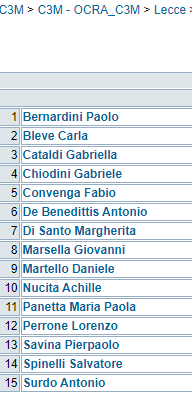 C3M > C3M - OCRA_C3M > Lecce >
1 Bernardini Paolo
2 Bleve Carla
3 Cataldi Gabriella
4 Chiodini Gabriele
5 Convenga Fabio
6 De Benedittis Antonio
7 Di Santo Margherita
8 Marsella Giovanni
9 Martello Daniele
10 Nucita Achille
11 Panetta Maria Paola
12 Perrone Lorenzo
13 Savina Pierpaolo
14 Spinelli Salvatore
15 Surdo Antonio